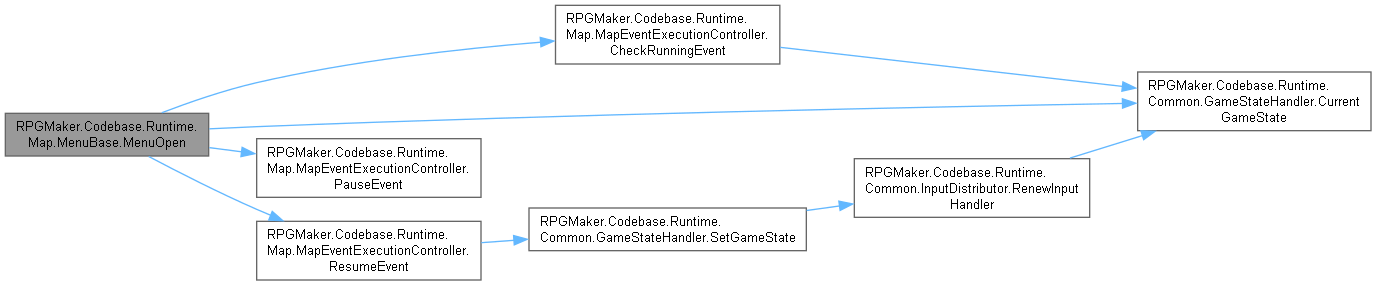 RPGMaker.Codebase.Runtime.
Map.MapEventExecutionController.
CheckRunningEvent
RPGMaker.Codebase.Runtime.
Common.GameStateHandler.Current
GameState
RPGMaker.Codebase.Runtime.
Map.MenuBase.MenuOpen
RPGMaker.Codebase.Runtime.
Map.MapEventExecutionController.
PauseEvent
RPGMaker.Codebase.Runtime.
Common.InputDistributor.RenewInput
Handler
RPGMaker.Codebase.Runtime.
Common.GameStateHandler.SetGameState
RPGMaker.Codebase.Runtime.
Map.MapEventExecutionController.
ResumeEvent